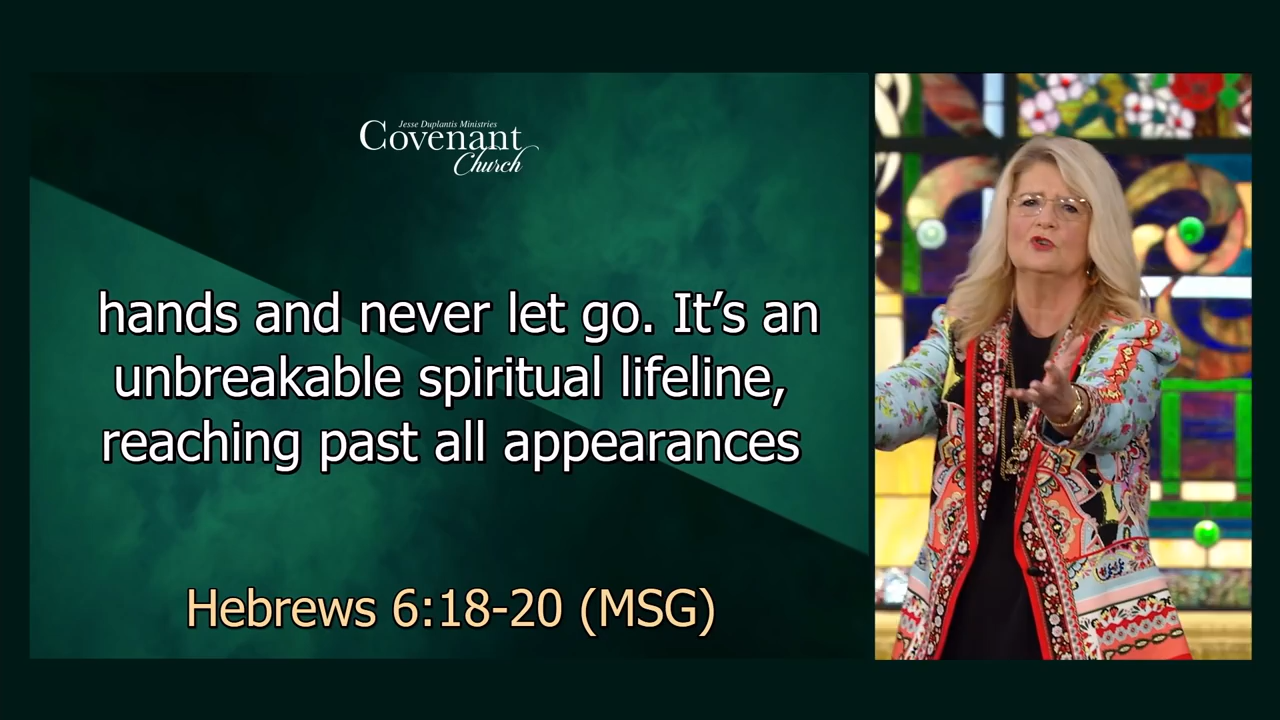 Jesse Duplantis Ministries
Covenant
Church
hands and never let go. It’s an
unbreakable spiritual lifeline,
reaching past all appearances
Hebrews 6:18-20 (MSG)